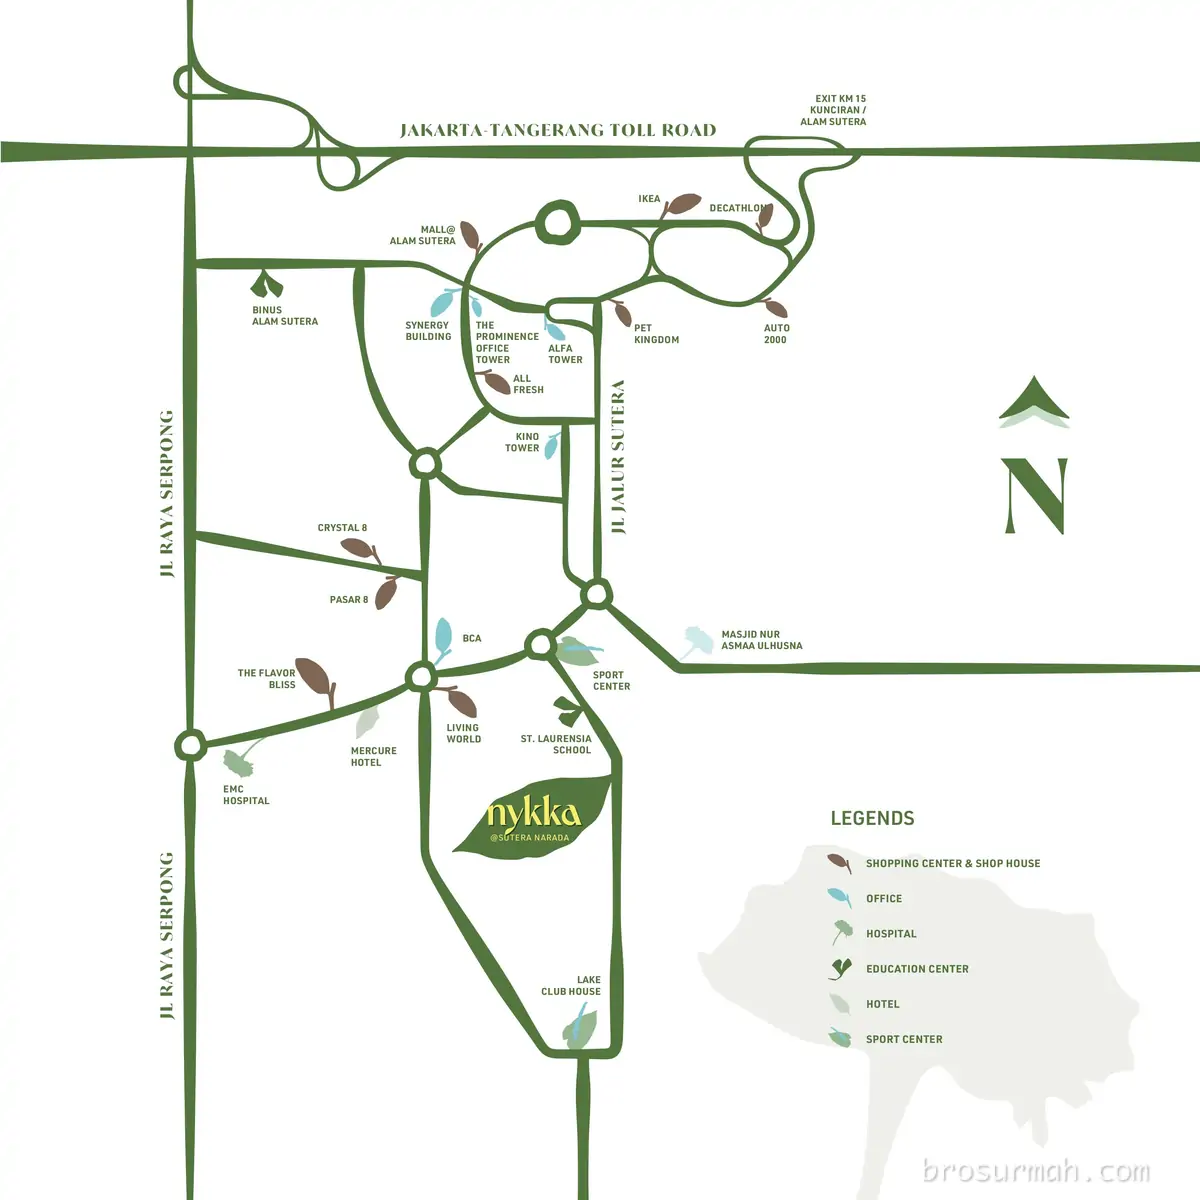 EXIT KM 15
KUNCIRAN /
ALAM SUTERA
JAKARTA-TANGERANG TOLL ROAD
IKEA
DECATHLON
MALL@
ALAM SUTERA
BINUS
ALAM SUTERA
SYNERGY
BUILDING
THE
PROMINENCE
OFFICE
TOWER
ALFA
TOWER
PET
KINGDOM
AUTO
2000
ALL
FRESH
KINO
TOWER
JL JALUR SUTERA
JL RAYA SERPONG
N
CRYSTAL 8
PASAR 8
BCA
MASJID NUR
ASMAA ULHUSNA
THE FLAVOR
BLISS
SPORT
CENTER
LIVING
WORLD
ST. LAURENSIA
SCHOOL
MERCURE
HOTEL
EMC
HOSPITAL
nykka
@SUTERA NARADA
JL RAYA SERPONG
LAKE
CLUB HOUSE
LEGENDS
SHOPPING CENTER & SHOP HOUSE
OFFICE
HOSPITAL
EDUCATION CENTER
HOTEL
SPORT CENTER
brosurmah.com